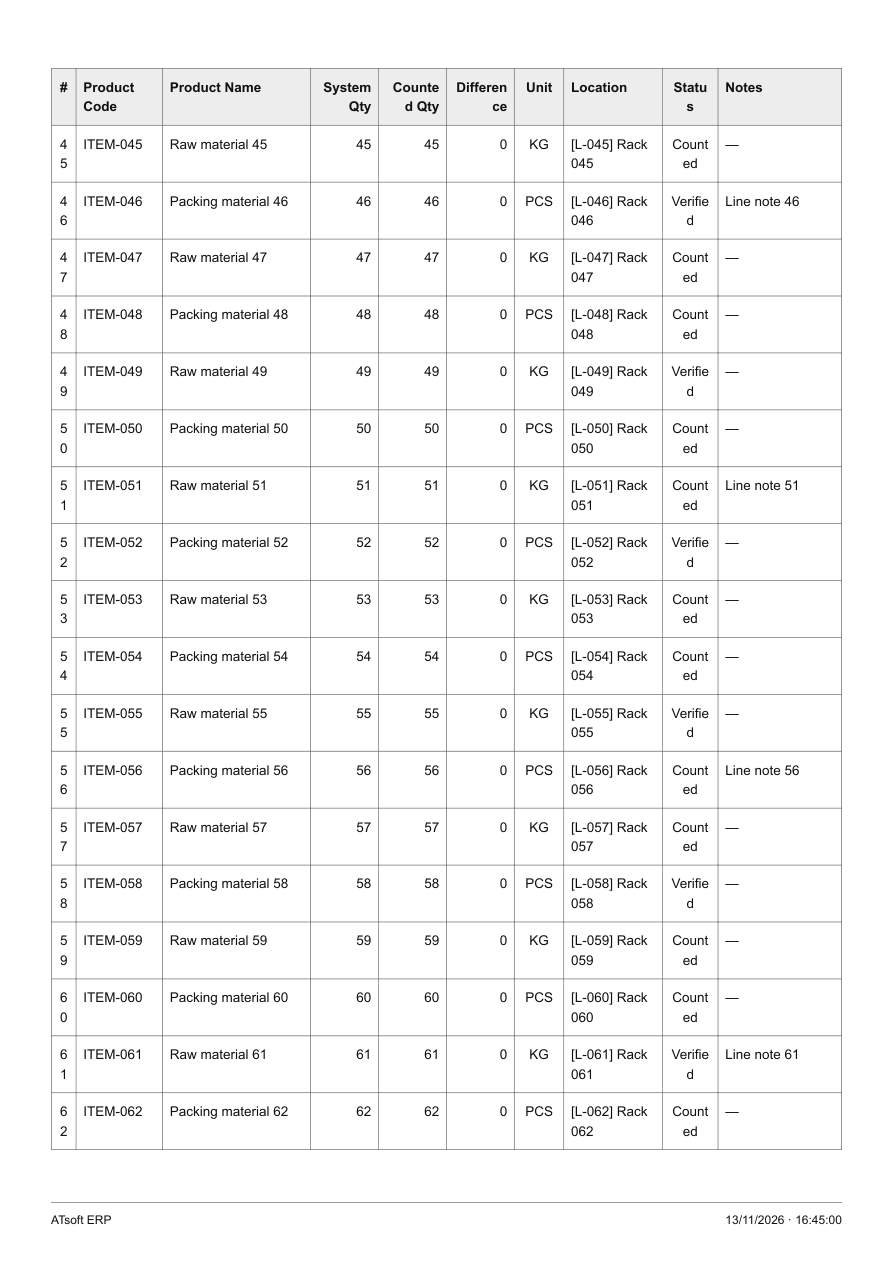 # Product Code Product Name System Qty Counted Qty Difference Unit Location Status Notes
45 ITEM-045 Raw material 45 45 45 0 KG [L-045] Rack 045 Counted —
46 ITEM-046 Packing material 46 46 46 0 PCS [L-046] Rack 046 Verified Line note 46
47 ITEM-047 Raw material 47 47 47 0 KG [L-047] Rack 047 Counted —
48 ITEM-048 Packing material 48 48 48 0 PCS [L-048] Rack 048 Counted —
49 ITEM-049 Raw material 49 49 49 0 KG [L-049] Rack 049 Verified —
50 ITEM-050 Packing material 50 50 50 0 PCS [L-050] Rack 050 Counted —
51 ITEM-051 Raw material 51 51 51 0 KG [L-051] Rack 051 Counted Line note 51
52 ITEM-052 Packing material 52 52 52 0 PCS [L-052] Rack 052 Verified —
53 ITEM-053 Raw material 53 53 53 0 KG [L-053] Rack 053 Counted —
54 ITEM-054 Packing material 54 54 54 0 PCS [L-054] Rack 054 Counted —
55 ITEM-055 Raw material 55 55 55 0 KG [L-055] Rack 055 Verified —
56 ITEM-056 Packing material 56 56 56 0 PCS [L-056] Rack 056 Counted Line note 56
57 ITEM-057 Raw material 57 57 57 0 KG [L-057] Rack 057 Counted —
58 ITEM-058 Packing material 58 58 58 0 PCS [L-058] Rack 058 Verified —
59 ITEM-059 Raw material 59 59 59 0 KG [L-059] Rack 059 Counted —
60 ITEM-060 Packing material 60 60 60 0 PCS [L-060] Rack 060 Counted —
61 ITEM-061 Raw material 61 61 61 0 KG [L-061] Rack 061 Verified Line note 61
62 ITEM-062 Packing material 62 62 62 0 PCS [L-062] Rack 062 Counted —
ATsoft ERP 13/11/2026 · 16:45:00